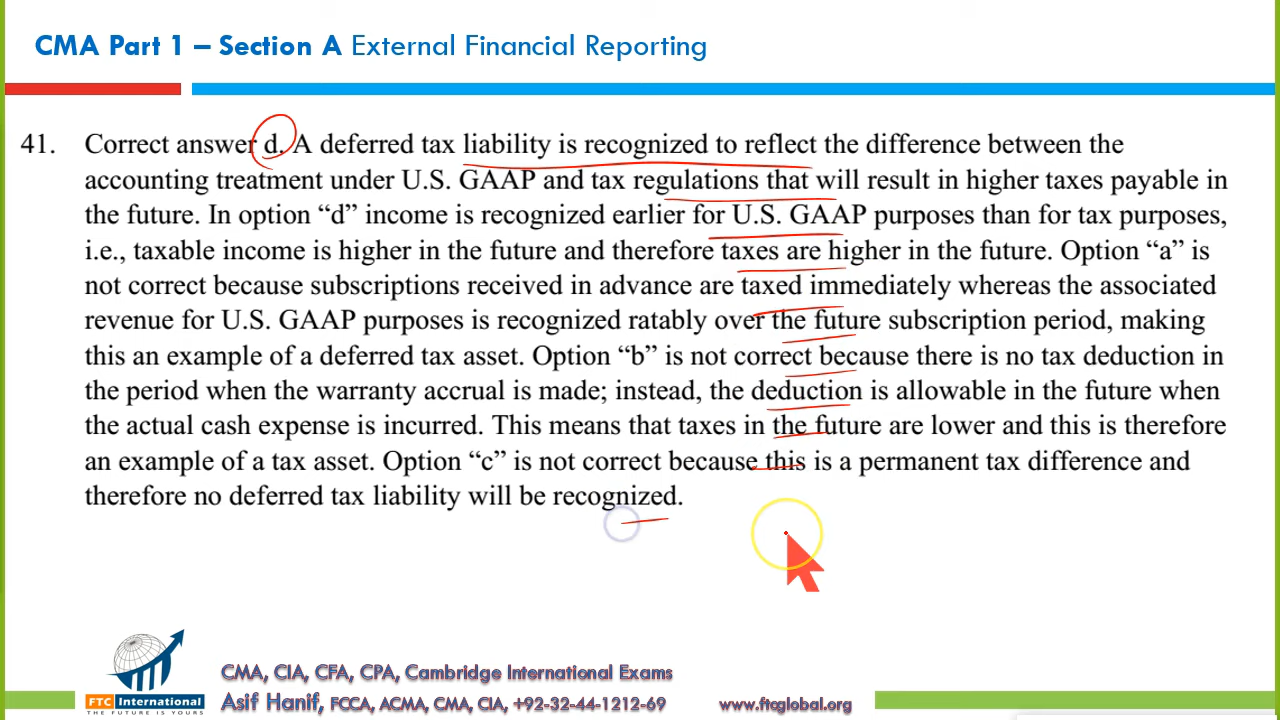 CMA Part 1 – Section A External Financial Reporting
41. Correct answer d. A deferred tax liability is recognized to reflect the difference between the
accounting treatment under U.S. GAAP and tax regulations that will result in higher taxes payable in
the future. In option “d” income is recognized earlier for U.S. GAAP purposes than for tax purposes,
i.e., taxable income is higher in the future and therefore taxes are higher in the future. Option “a” is
not correct because subscriptions received in advance are taxed immediately whereas the associated
revenue for U.S. GAAP purposes is recognized ratably over the future subscription period, making
this an example of a deferred tax asset. Option “b” is not correct because there is no tax deduction in
the period when the warranty accrual is made; instead, the deduction is allowable in the future when
the actual cash expense is incurred. This means that taxes in the future are lower and this is therefore
an example of a tax asset. Option “c” is not correct because this is a permanent tax difference and
therefore no deferred tax liability will be recognized.
FTC International
THE FUTURE IS YOURS
CMA, CIA, CFA, CPA, Cambridge International Exams
Asif Hanif, FCCA, ACMA, CMA, CIA, +92-32-44-1212-69 www.ftcglobal.org